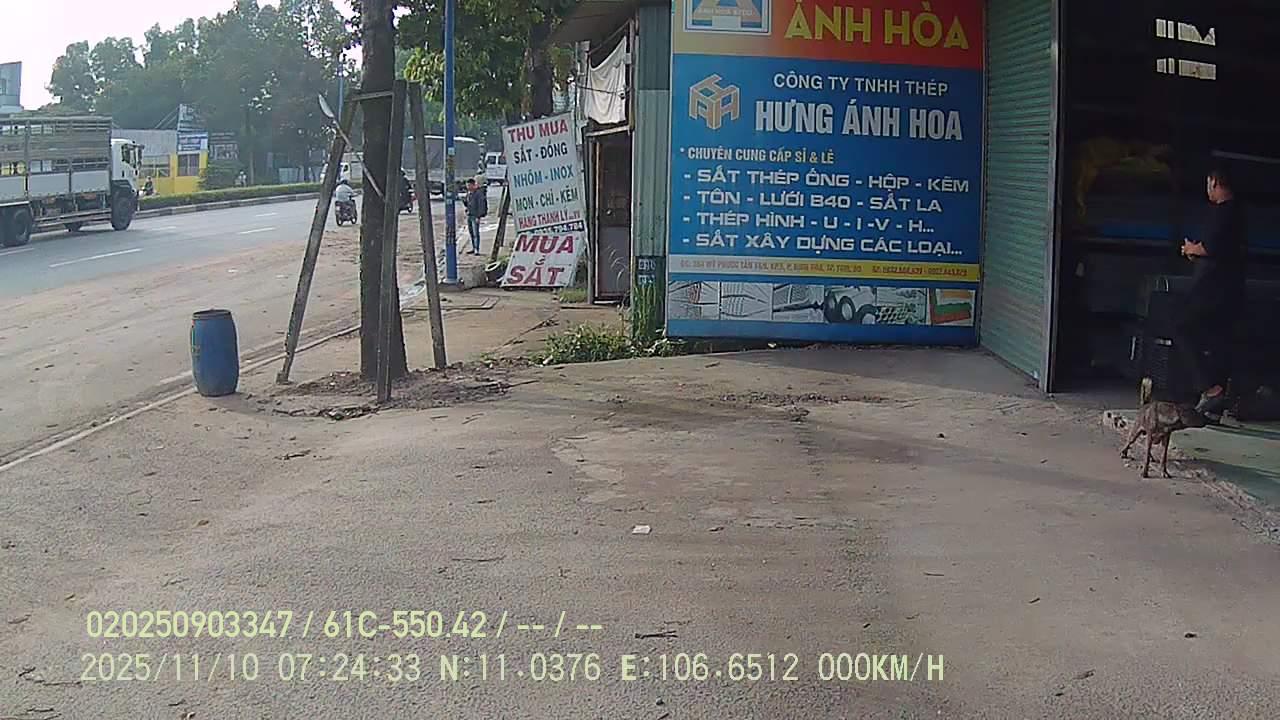 ÁNH HÒA
CÔNG TY TNHH THÉP
HƯNG ÁNH HOA
* CHUYÊN CUNG CẤP SỈ & LẺ
- SẮT THÉP ỐNG - HỘP - KẼM
- TÔN - LƯỚI B40 - SẮT LA
- THÉP HÌNH - U - I - V - H...
- SẮT XÂY DỰNG CÁC LOẠI...
THU MUA
SẮT - ĐỒNG
NHÔM - INOX
MON - CHÌ - KẼM
HÀNG THANH LÝ
MUA
SẮT
020250903347 / 61C-550.42 / -- / --
2025/11/10 07:24:33 N:11.0376 E:106.6512 000KM/H